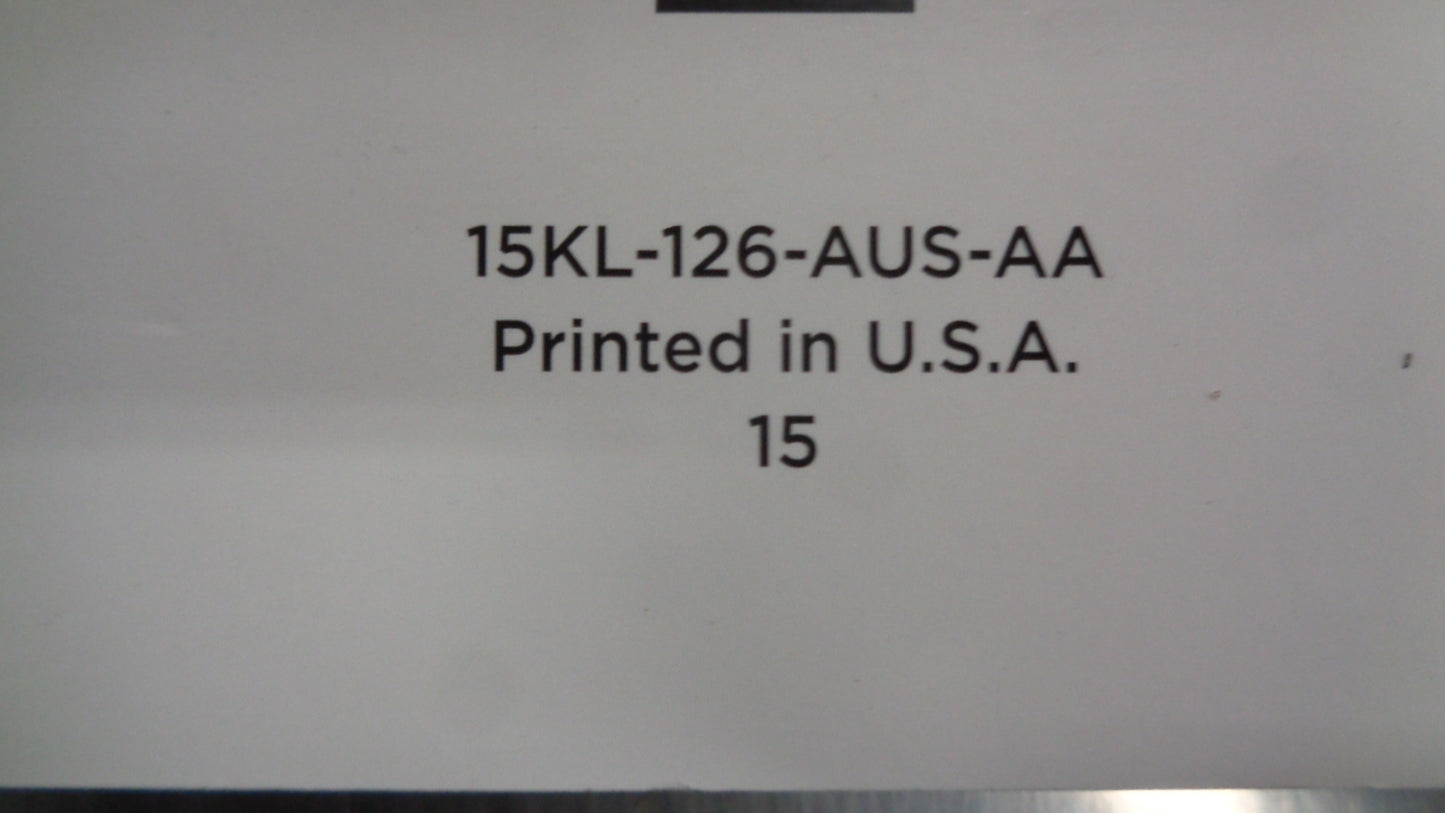 15KL-126-AUS-AA
Printed in U.S.A.
15